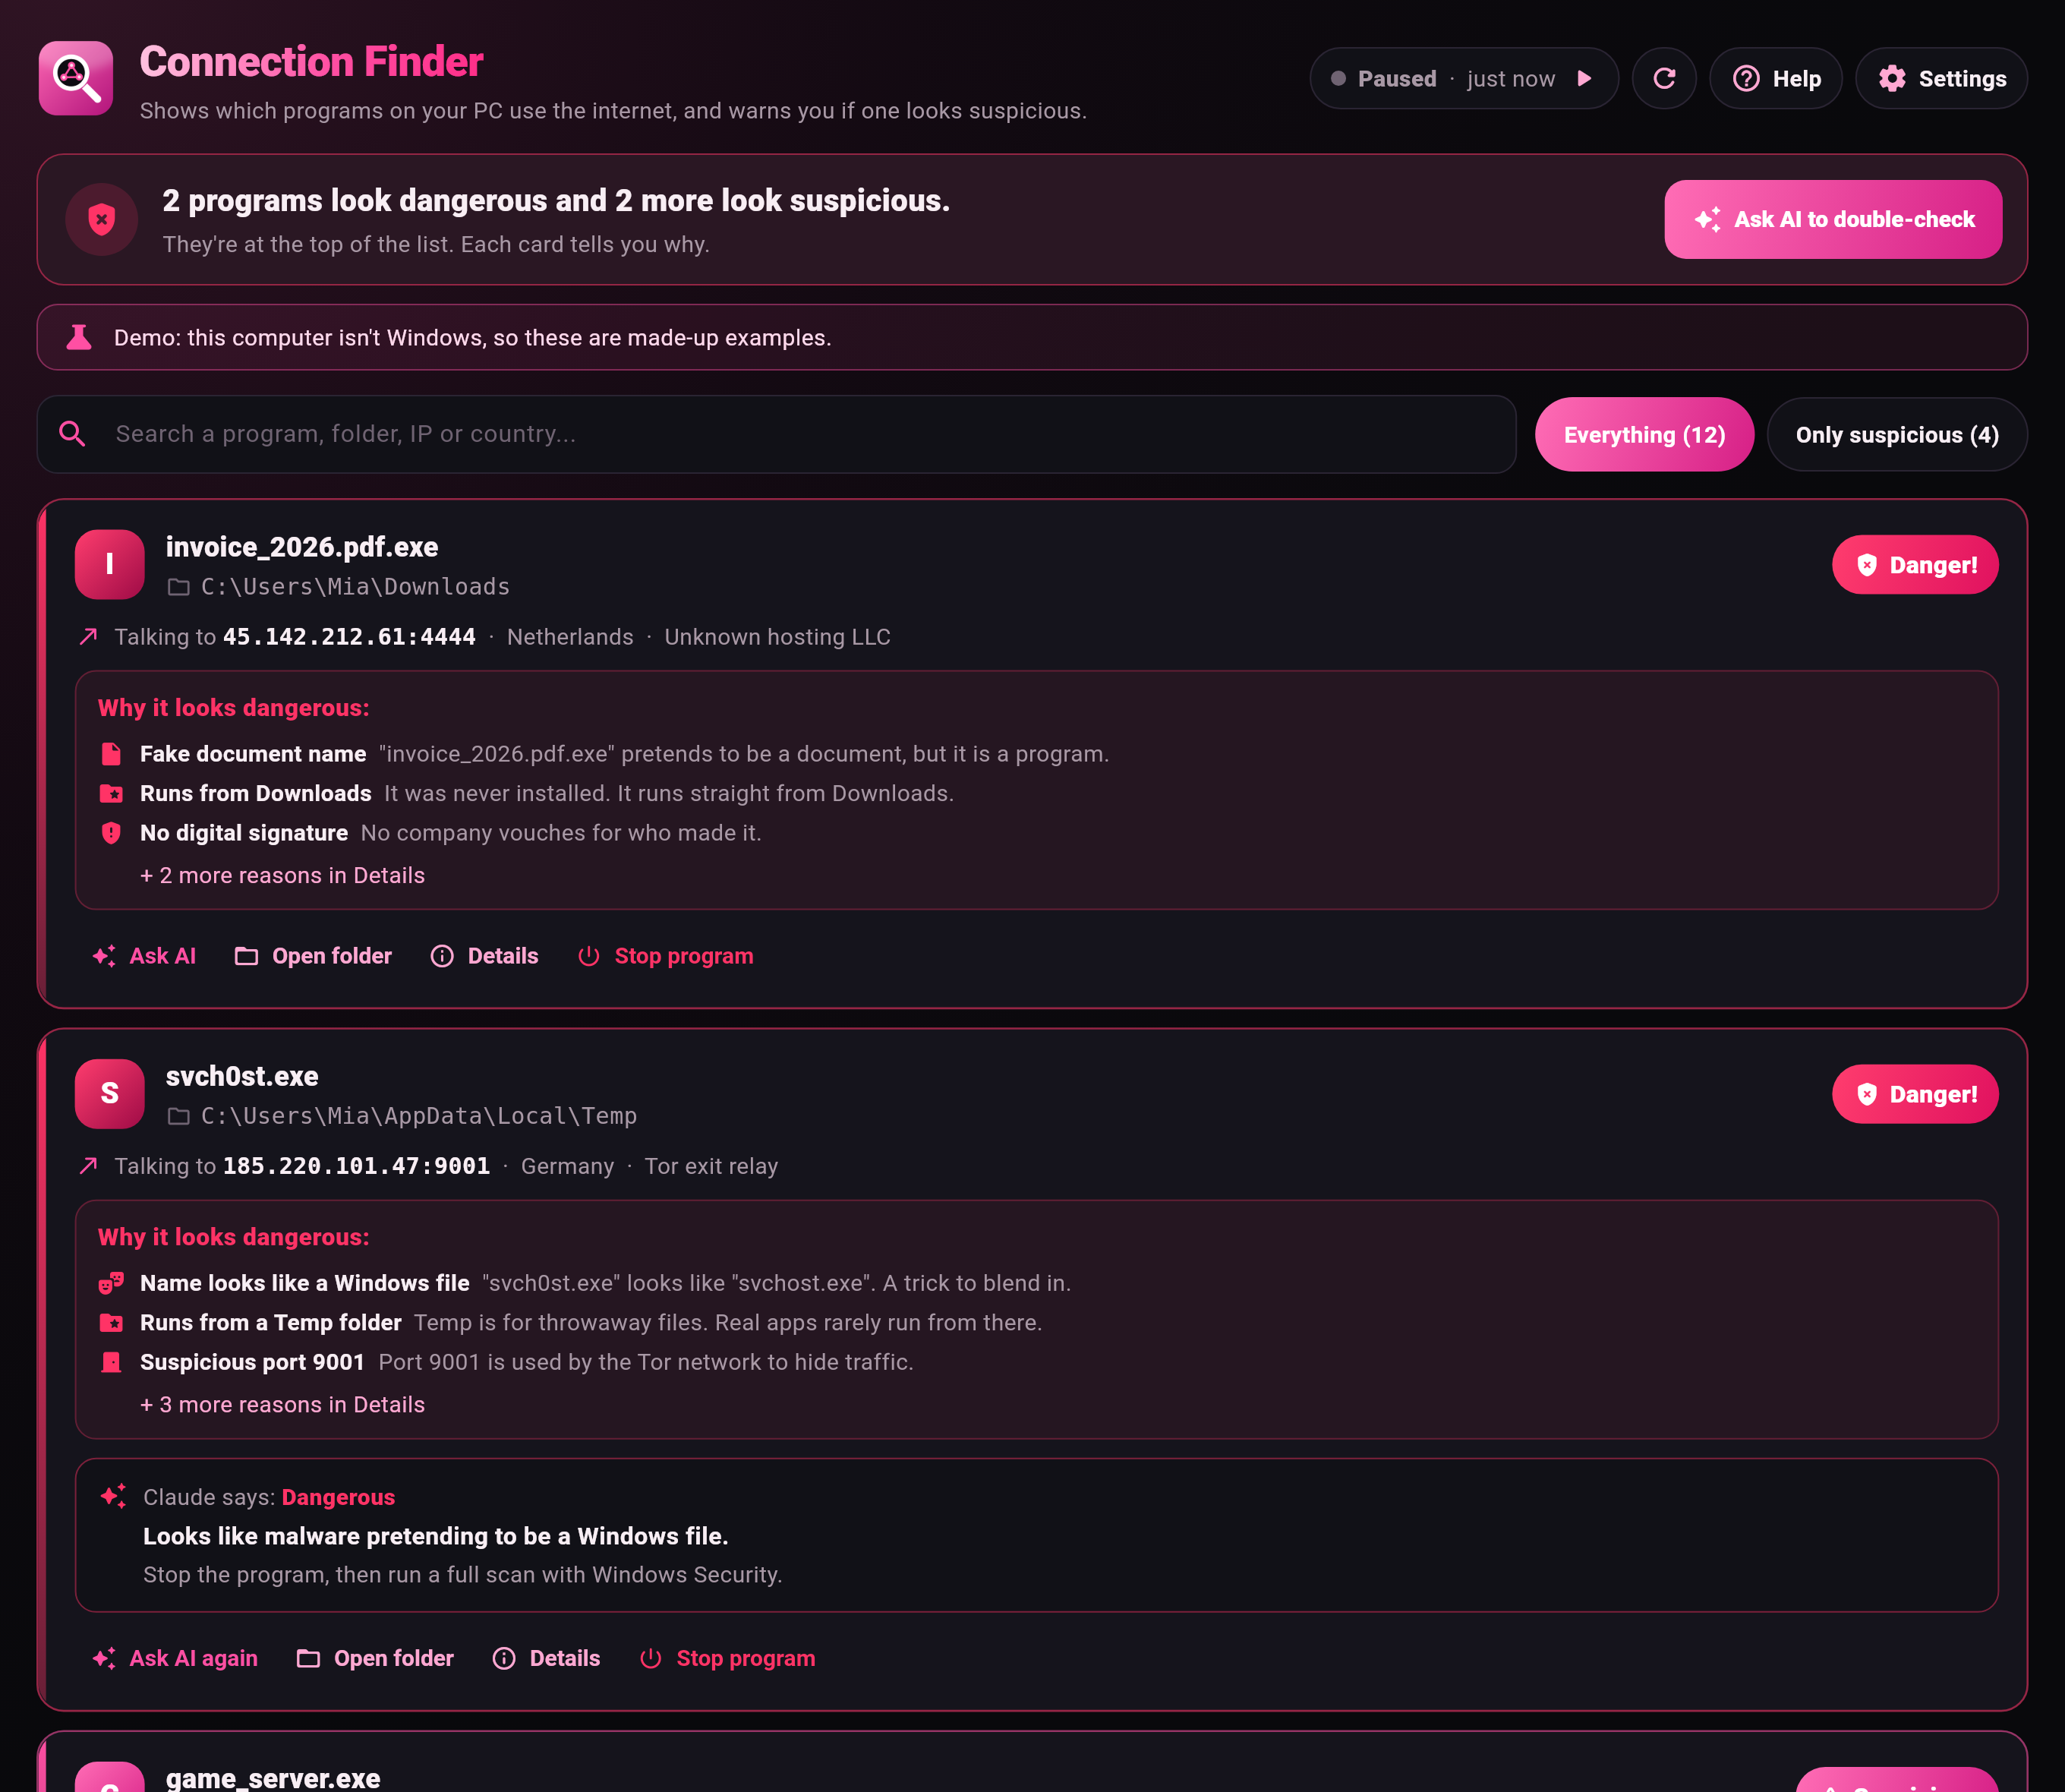 Connection Finder
Shows which programs on your PC use the internet, and warns you if one looks suspicious.
Paused · just now
Help
Settings
2 programs look dangerous and 2 more look suspicious.
They're at the top of the list. Each card tells you why.
Ask AI to double-check
Demo: this computer isn't Windows, so these are made-up examples.
Search a program, folder, IP or country...
Everything (12)
Only suspicious (4)
I
invoice_2026.pdf.exe
C:\Users\Mia\Downloads
Danger!
Talking to 45.142.212.61:4444 · Netherlands · Unknown hosting LLC
Why it looks dangerous:
Fake document name "invoice_2026.pdf.exe" pretends to be a document, but it is a program.
Runs from Downloads It was never installed. It runs straight from Downloads.
No digital signature No company vouches for who made it.
+ 2 more reasons in Details
Ask AI
Open folder
Details
Stop program
S
svch0st.exe
C:\Users\Mia\AppData\Local\Temp
Danger!
Talking to 185.220.101.47:9001 · Germany · Tor exit relay
Why it looks dangerous:
Name looks like a Windows file "svch0st.exe" looks like "svchost.exe". A trick to blend in.
Runs from a Temp folder Temp is for throwaway files. Real apps rarely run from there.
Suspicious port 9001 Port 9001 is used by the Tor network to hide traffic.
+ 3 more reasons in Details
Claude says: Dangerous
Looks like malware pretending to be a Windows file.
Stop the program, then run a full scan with Windows Security.
Ask AI again
Open folder
Details
Stop program
game_server.exe